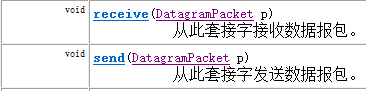 void receive(DatagramPacket p)
从此套接字接收数据报包。
void send(DatagramPacket p)
从此套接字发送数据报包。